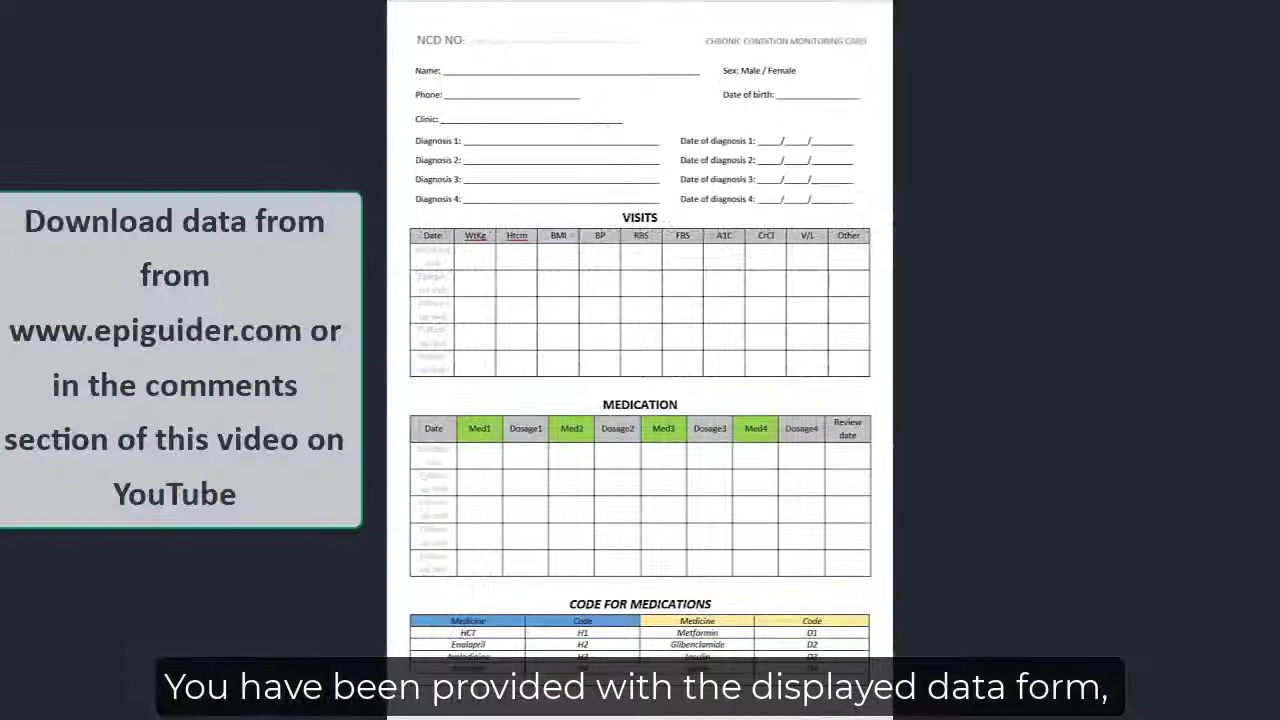 NCD NO:
CHRONIC CONDITION MONITORING CARD
Name:
Sex: Male / Female
Phone:
Date of birth:
Clinic:
Diagnosis 1:
Date of diagnosis 1: / /
Diagnosis 2:
Date of diagnosis 2: / /
Diagnosis 3:
Date of diagnosis 3: / /
Diagnosis 4:
Date of diagnosis 4: / /
VISITS
Date WtKg Htcm BMI BP RBS FBS A1C CrCl V/L Other
MEDICATION
Date Med1 Dosage1 Med2 Dosage2 Med3 Dosage3 Med4 Dosage4 Review date
CODE FOR MEDICATIONS
Medicine Code Medicine Code
HCT H1 Metformin D1
Enalapril H2 Glibenclamide D2
Amlodipine H3 Insulin D3
Download data from
from
www.epiguider.com or
in the comments
section of this video on
YouTube
You have been provided with the displayed data form,